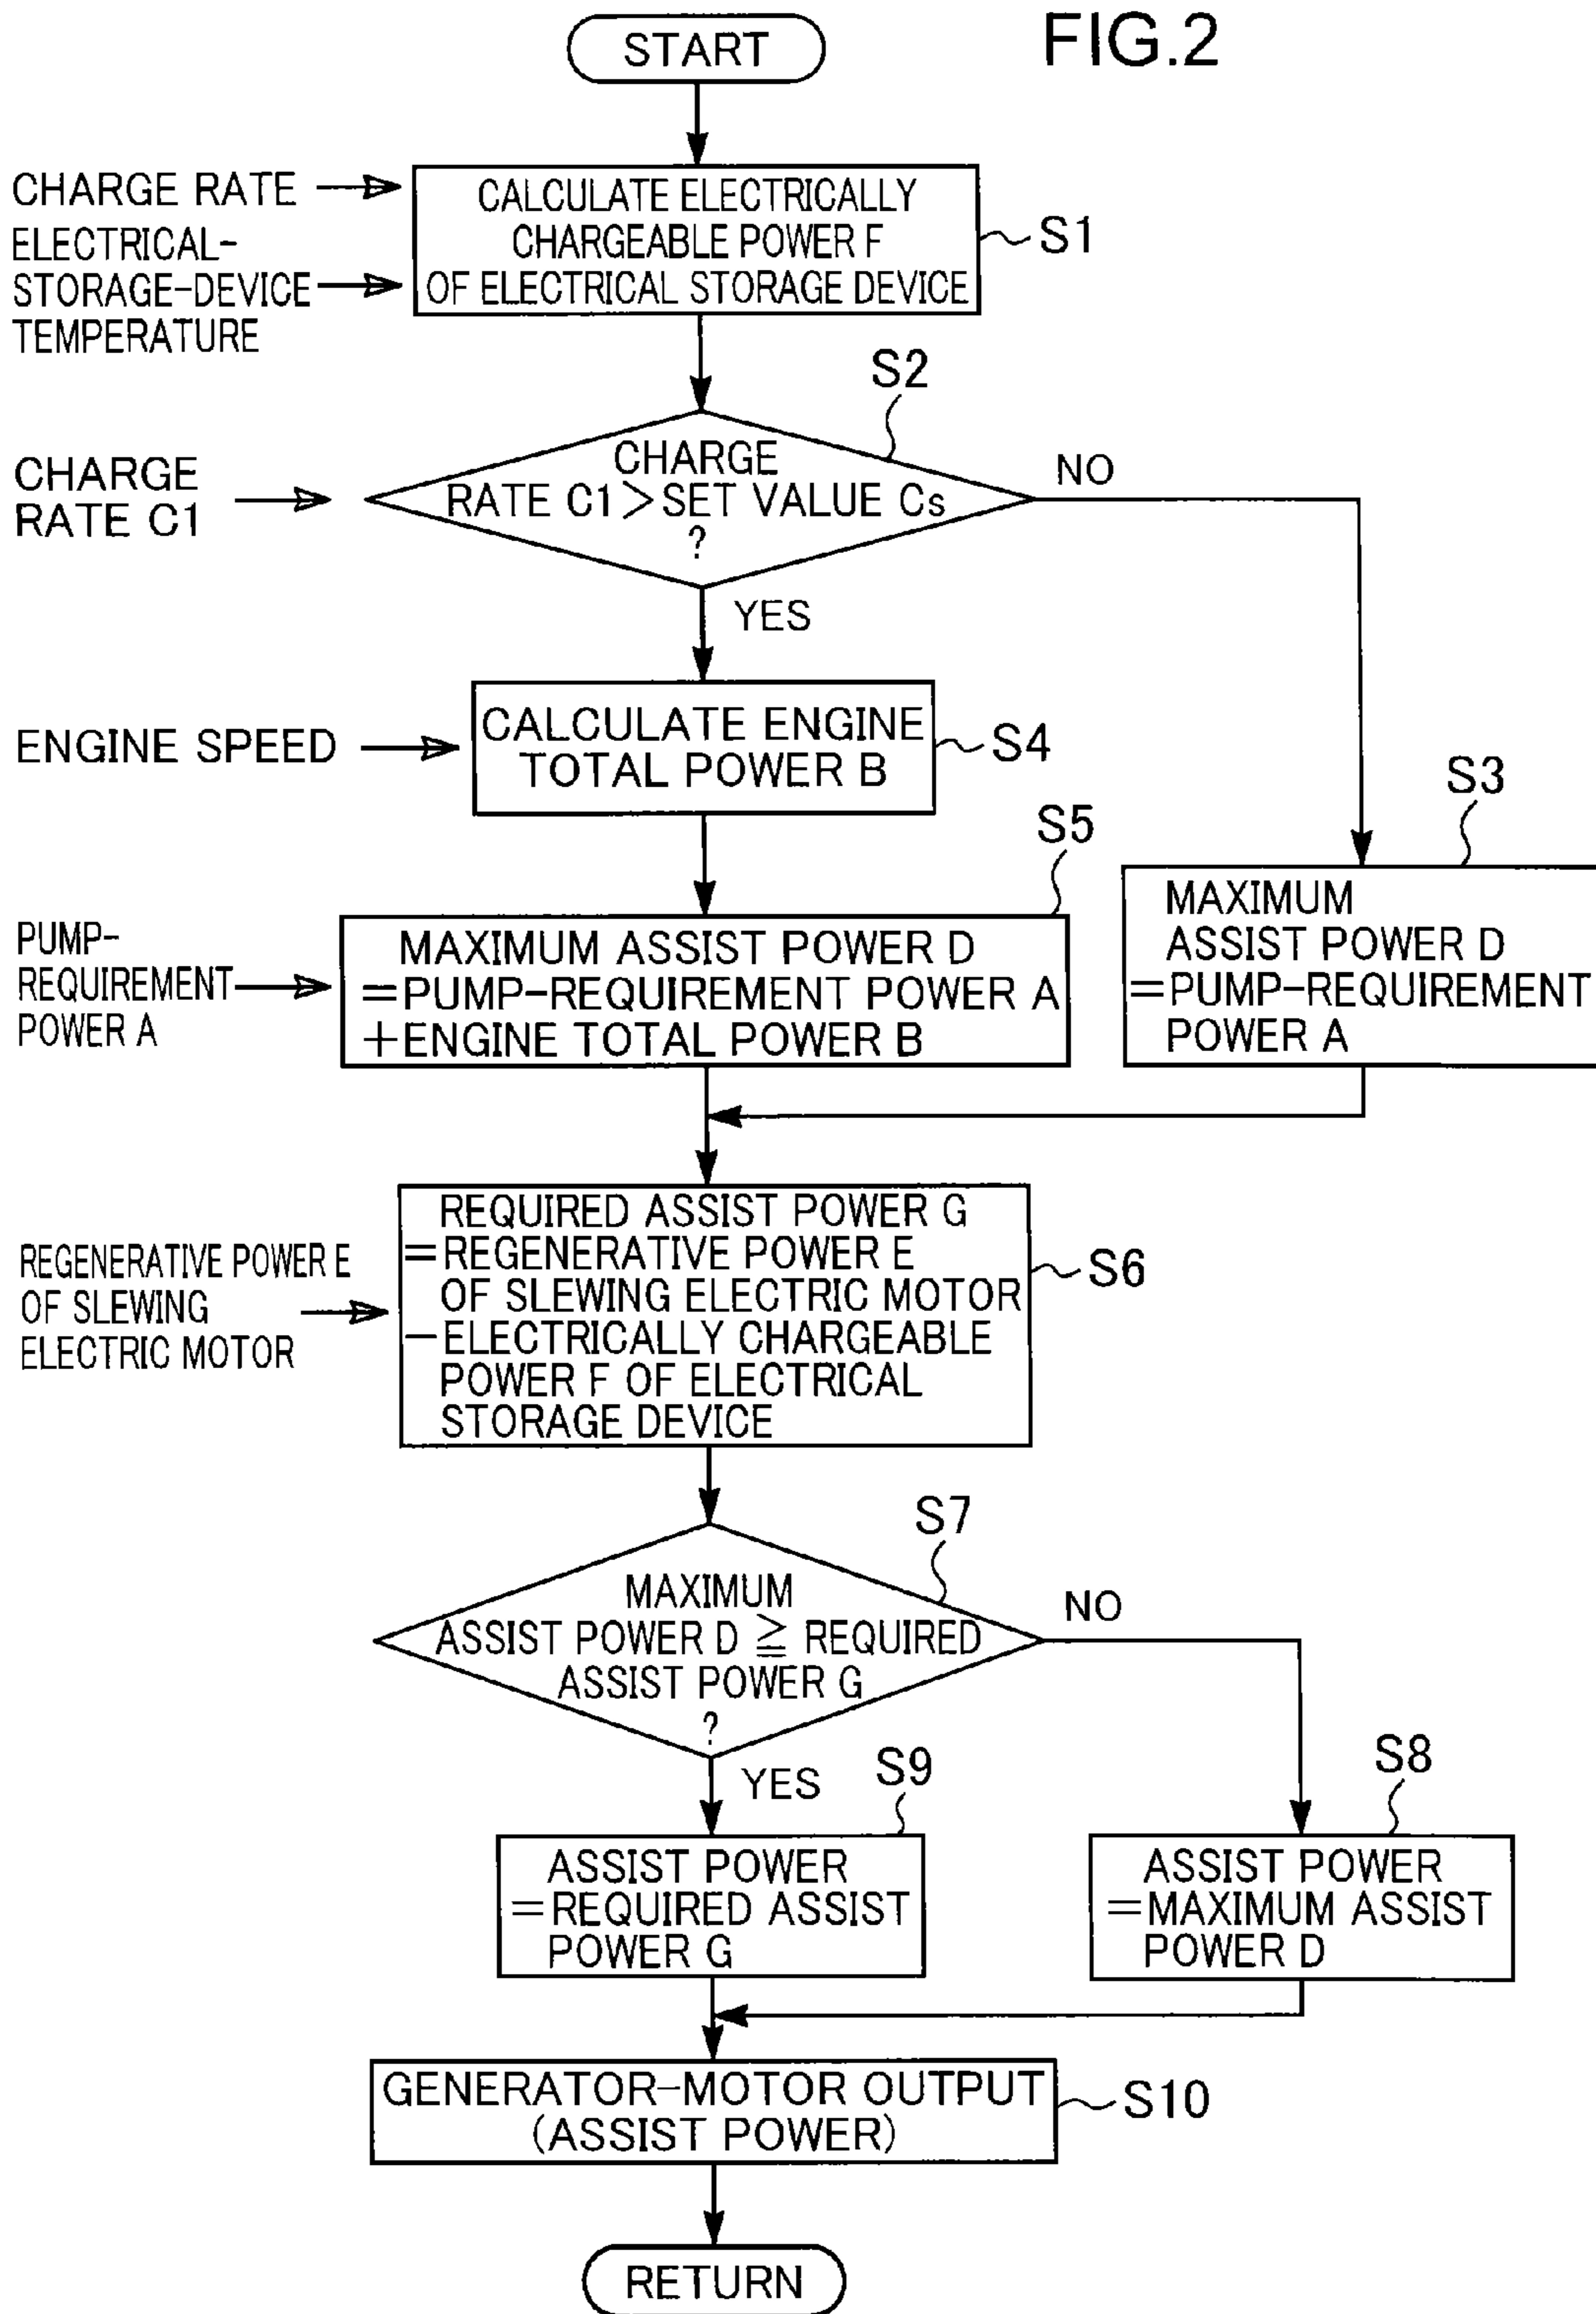 FIG.2
START
CHARGE RATE
ELECTRICAL-
STORAGE-DEVICE
TEMPERATURE
CALCULATE ELECTRICALLY
CHARGEABLE POWER F
OF ELECTRICAL STORAGE DEVICE
S1
S2
CHARGE
RATE C1
CHARGE
RATE C1>SET VALUE Cs
?
NO
YES
ENGINE SPEED
CALCULATE ENGINE
TOTAL POWER B
S4
S3
MAXIMUM
ASSIST POWER D
=PUMP-REQUIREMENT
POWER A
S5
PUMP-
REQUIREMENT
POWER A
MAXIMUM ASSIST POWER D
=PUMP-REQUIREMENT POWER A
+ENGINE TOTAL POWER B
REGENERATIVE POWER E
OF SLEWING
ELECTRIC MOTOR
REQUIRED ASSIST POWER G
=REGENERATIVE POWER E
OF SLEWING ELECTRIC MOTOR
-ELECTRICALLY CHARGEABLE
POWER F OF ELECTRICAL
STORAGE DEVICE
S6
S7
MAXIMUM
ASSIST POWER D ≧ REQUIRED
ASSIST POWER G
?
NO
YES
S9
ASSIST POWER
=REQUIRED ASSIST
POWER G
S8
ASSIST POWER
=MAXIMUM ASSIST
POWER D
GENERATOR-MOTOR OUTPUT
(ASSIST POWER)
S10
RETURN